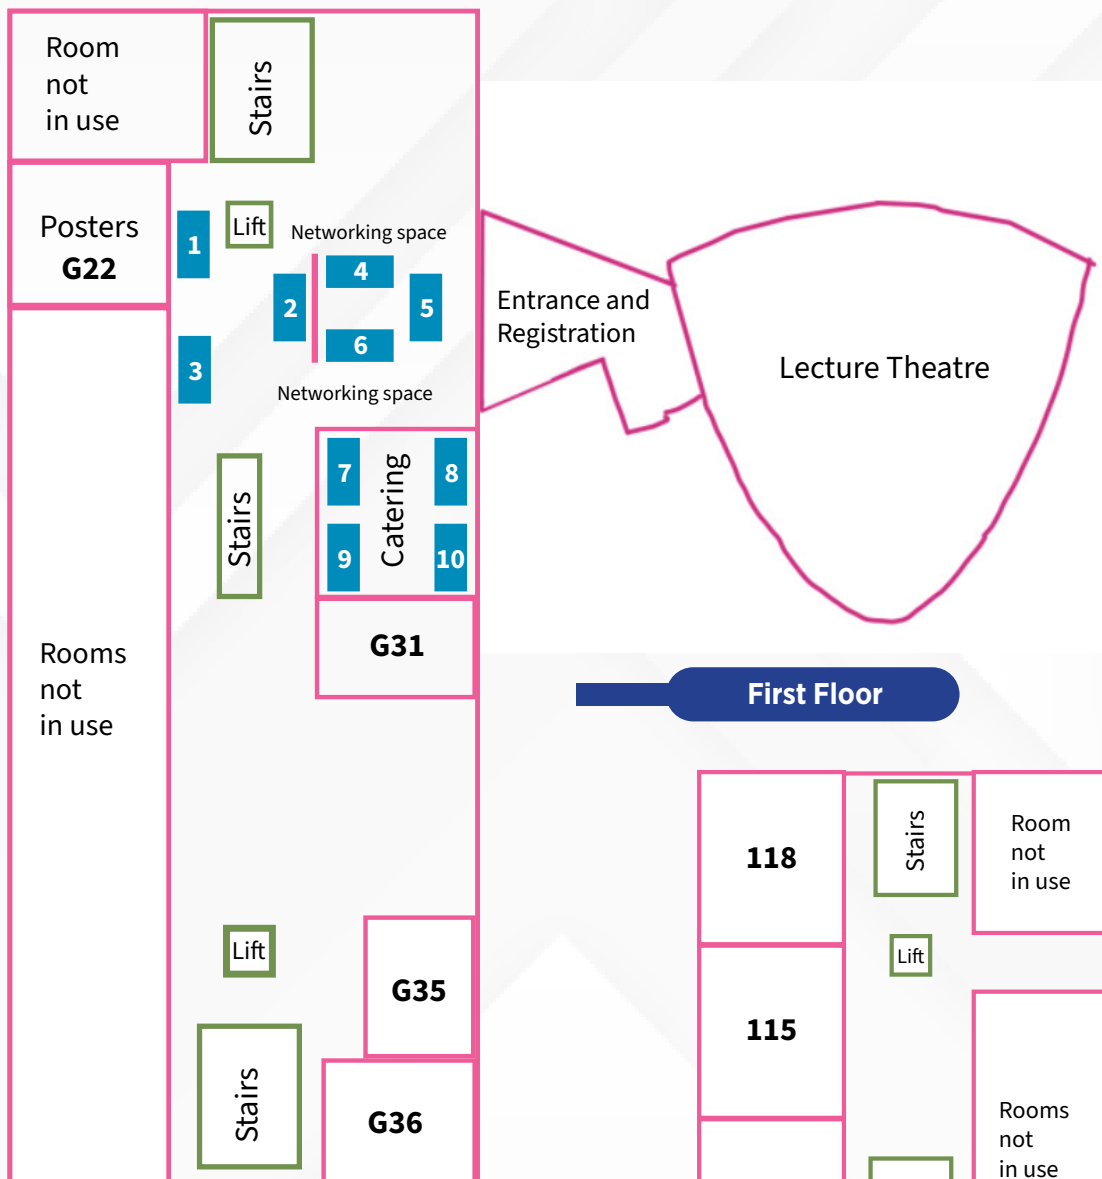 Room
not
in use
Stairs
Posters
G22
1
Lift
Networking space
4
2
5
6
3
Networking space
Entrance and
Registration
Lecture Theatre
7
Catering
8
9
10
Stairs
G31
Rooms
not
in use
Lift
G35
Stairs
G36
First Floor
118
Stairs
Room
not
in use
Lift
115
Rooms
not
in use